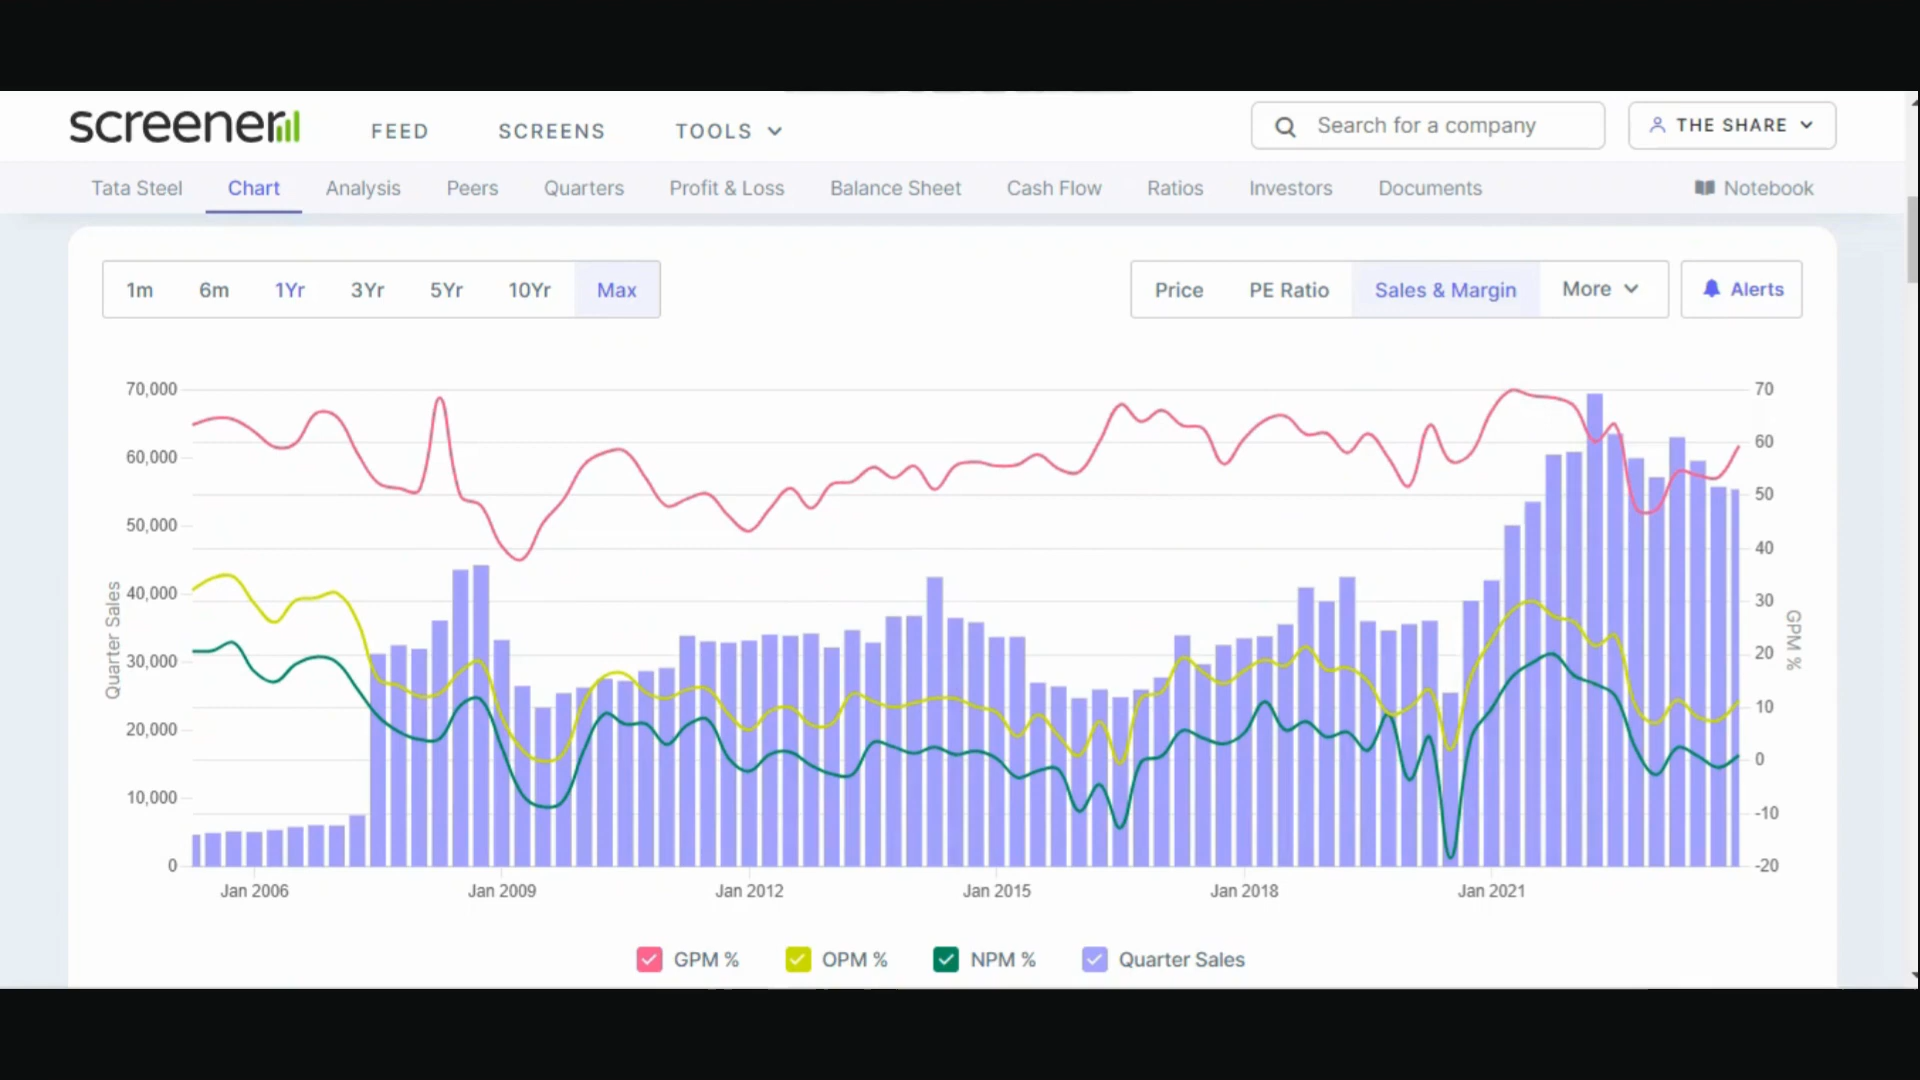 screener
FEED
SCREENS
TOOLS
Search for a company
THE SHARE
Tata Steel
Chart
Analysis
Peers
Quarters
Profit & Loss
Balance Sheet
Cash Flow
Ratios
Investors
Documents
Notebook
1m
6m
1Yr
3Yr
5Yr
10Yr
Max
Price
PE Ratio
Sales & Margin
More
Alerts
Quarter Sales
70,000
60,000
50,000
40,000
30,000
20,000
10,000
0
70
60
50
40
30
20
10
0
-10
-20
GPM %
Jan 2006
Jan 2009
Jan 2012
Jan 2015
Jan 2018
Jan 2021
GPM %
OPM %
NPM %
Quarter Sales